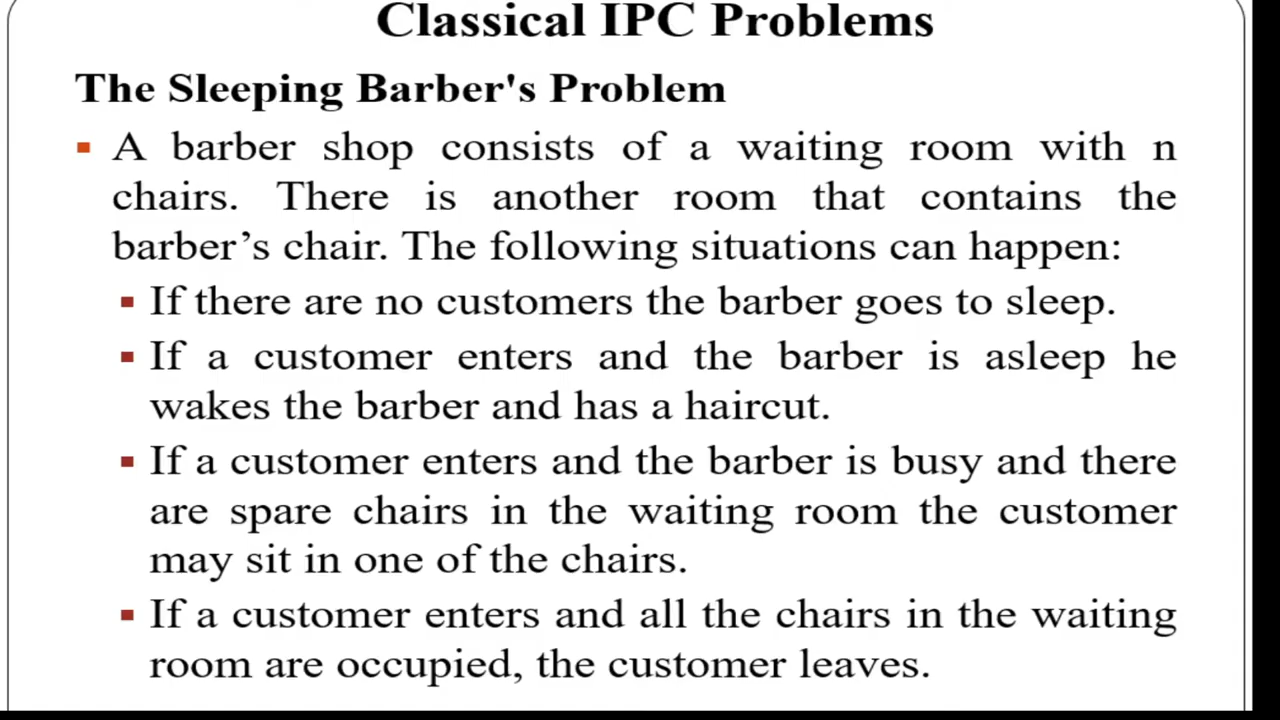 Classical IPC Problems
The Sleeping Barber's Problem
▪ A barber shop consists of a waiting room with n
chairs. There is another room that contains the
barber’s chair. The following situations can happen:
▪ If there are no customers the barber goes to sleep.
▪ If a customer enters and the barber is asleep he
wakes the barber and has a haircut.
▪ If a customer enters and the barber is busy and there
are spare chairs in the waiting room the customer
may sit in one of the chairs.
▪ If a customer enters and all the chairs in the waiting
room are occupied, the customer leaves.